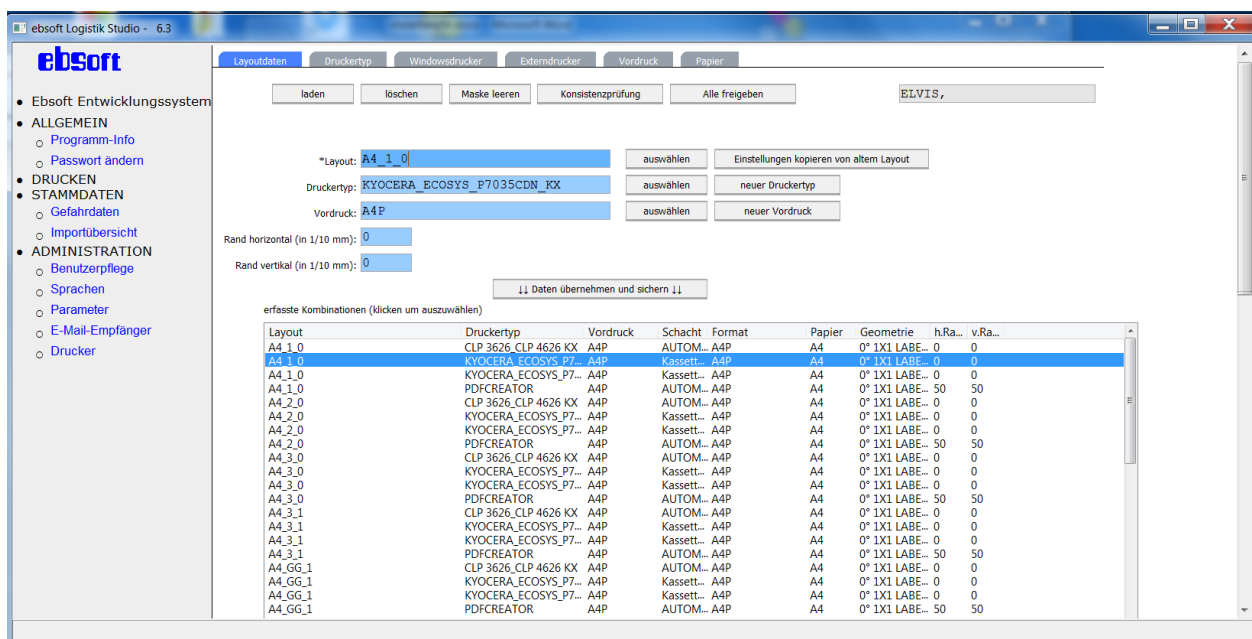 ebsoft Logistik Studio - 6.3
ebsoft
Layoutdaten Druckertyp Windowsdrucker Externdrucker Vordruck Papier
laden löschen Maske leeren Konsistenzprüfung Alle freigeben ELVIS,
Ebsoft Entwicklungssystem
ALLGEMEIN
Programm-Info
Passwort ändern
DRUCKEN
STAMMDATEN
Gefahrdaten
Importübersicht
ADMINISTRATION
Benutzerpflege
Sprachen
Parameter
E-Mail-Empfänger
Drucker
*Layout: A4_1_0 auswählen Einstellungen kopieren von altem Layout
Druckertyp: KYOCERA_ECOSYS_P7035CDN_KX auswählen neuer Druckertyp
Vordruck: A4P auswählen neuer Vordruck
Rand horizontal (in 1/10 mm): 0
Rand vertikal (in 1/10 mm): 0
↓↓ Daten übernehmen und sichern ↓↓
erfasste Kombinationen (klicken um auszuwählen)
Layout Druckertyp Vordruck Schacht Format Papier Geometrie h.Ra... v.Ra...
A4_1_0 CLP 3626_CLP 4626 KX A4P AUTOM... A4P A4 0° 1X1 LABE... 0 0
A4_1_0 KYOCERA_ECOSYS_P7... A4P Kassett... A4P A4 0° 1X1 LABE... 0 0
A4_1_0 KYOCERA_ECOSYS_P7... A4P Kassett... A4P A4 0° 1X1 LABE... 0 0
A4_1_0 PDFCREATOR A4P AUTOM... A4P A4 0° 1X1 LABE... 50 50
A4_2_0 CLP 3626_CLP 4626 KX A4P AUTOM... A4P A4 0° 1X1 LABE... 0 0
A4_2_0 KYOCERA_ECOSYS_P7... A4P Kassett... A4P A4 0° 1X1 LABE... 0 0
A4_2_0 KYOCERA_ECOSYS_P7... A4P Kassett... A4P A4 0° 1X1 LABE... 0 0
A4_2_0 PDFCREATOR A4P AUTOM... A4P A4 0° 1X1 LABE... 50 50
A4_3_0 CLP 3626_CLP 4626 KX A4P AUTOM... A4P A4 0° 1X1 LABE... 0 0
A4_3_0 KYOCERA_ECOSYS_P7... A4P Kassett... A4P A4 0° 1X1 LABE... 0 0
A4_3_0 KYOCERA_ECOSYS_P7... A4P Kassett... A4P A4 0° 1X1 LABE... 0 0
A4_3_0 PDFCREATOR A4P AUTOM... A4P A4 0° 1X1 LABE... 50 50
A4_3_1 CLP 3626_CLP 4626 KX A4P AUTOM... A4P A4 0° 1X1 LABE... 0 0
A4_3_1 KYOCERA_ECOSYS_P7... A4P Kassett... A4P A4 0° 1X1 LABE... 0 0
A4_3_1 KYOCERA_ECOSYS_P7... A4P Kassett... A4P A4 0° 1X1 LABE... 0 0
A4_3_1 PDFCREATOR A4P AUTOM... A4P A4 0° 1X1 LABE... 50 50
A4_GG_1 CLP 3626_CLP 4626 KX A4P AUTOM... A4P A4 0° 1X1 LABE... 0 0
A4_GG_1 KYOCERA_ECOSYS_P7... A4P Kassett... A4P A4 0° 1X1 LABE... 0 0
A4_GG_1 KYOCERA_ECOSYS_P7... A4P Kassett... A4P A4 0° 1X1 LABE... 0 0
A4_GG_1 PDFCREATOR A4P AUTOM... A4P A4 0° 1X1 LABE... 50 50